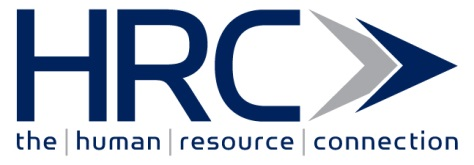 HRC
the | human | resource | connection